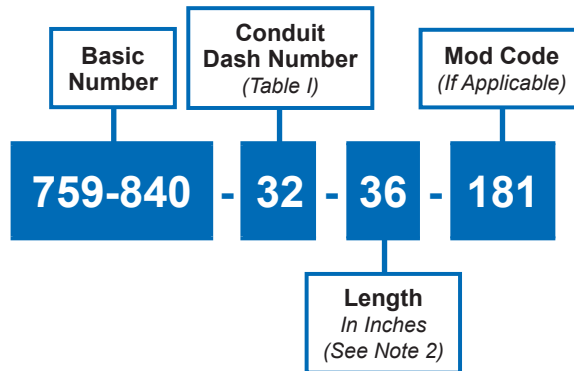 Basic
Number
Conduit
Dash Number
(Table I)
Mod Code
(If Applicable)
759-840 - 32 - 36 - 181
Length
In Inches
(See Note 2)